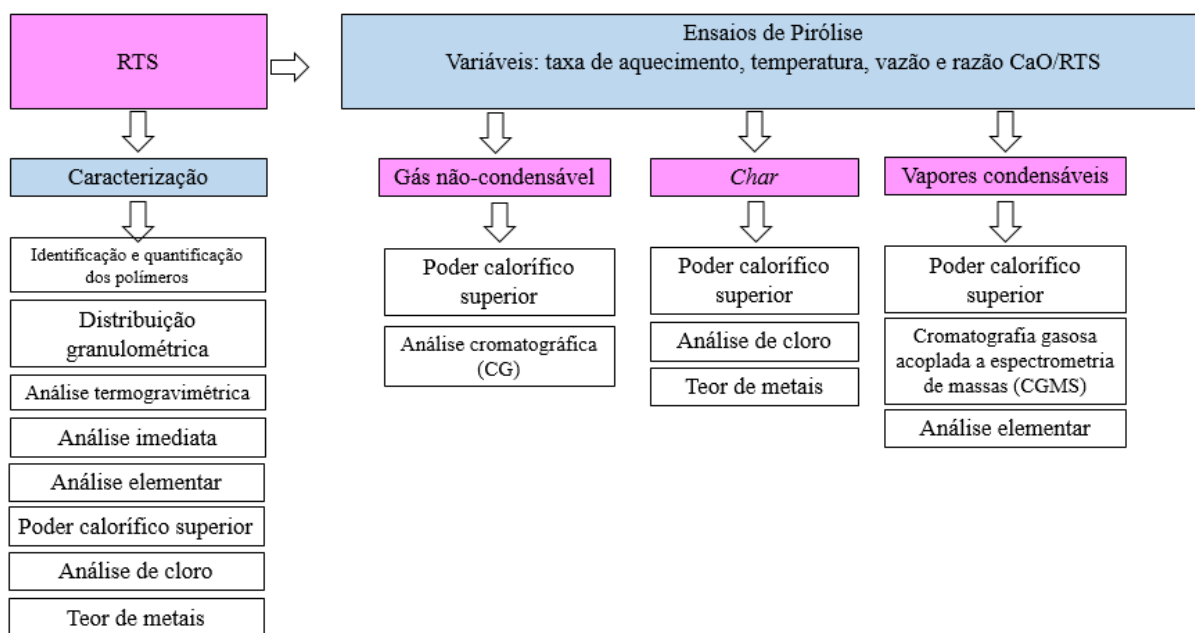 RTS
Ensaios de Pirólise
Variáveis: taxa de aquecimento, temperatura, vazão e razão CaO/RTS
Caracterização
Identificação e quantificação
dos polímeros
Distribuição
granulométrica
Análise termogravimétrica
Análise imediata
Análise elementar
Poder calorífico superior
Análise de cloro
Teor de metais
Gás não-condensável
Poder calorífico
superior
Análise cromatográfica
(CG)
Char
Poder calorífico
superior
Análise de cloro
Teor de metais
Vapores condensáveis
Poder calorífico
superior
Cromatografia gasosa
acoplada a espectrometria
de massas (CGMS)
Análise elementar